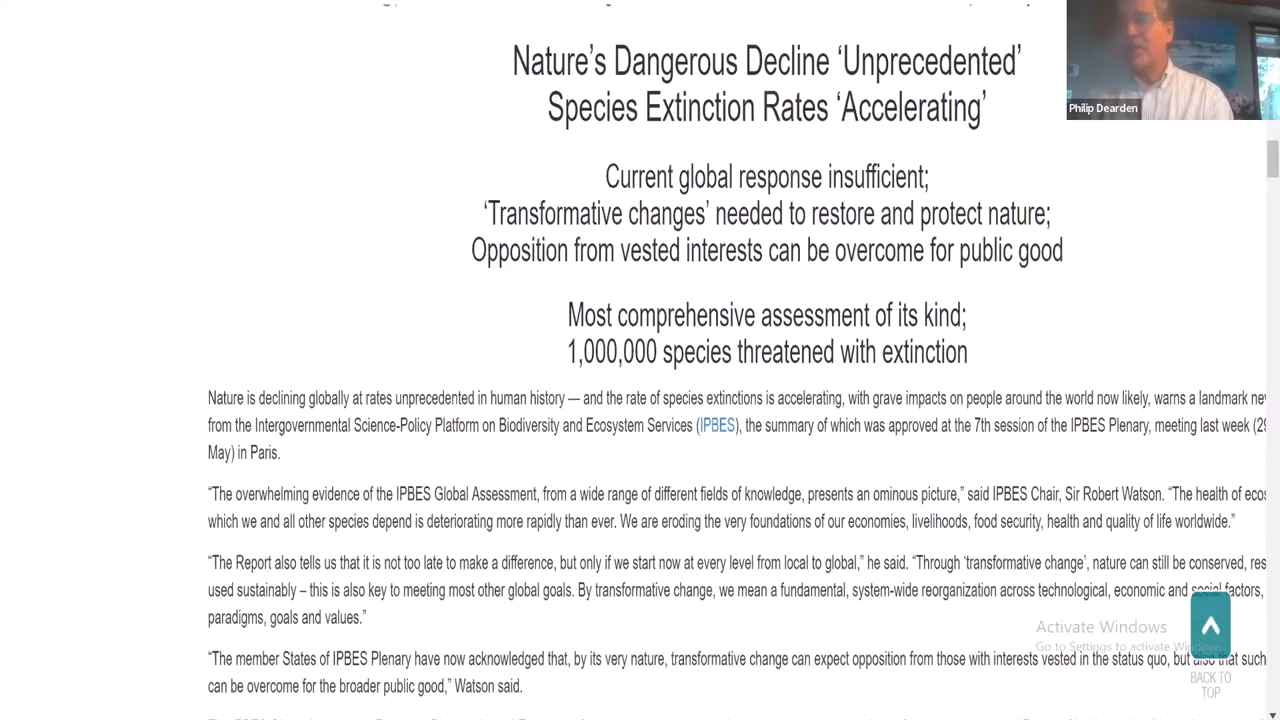 Nature's Dangerous Decline 'Unprecedented'
Species Extinction Rates 'Accelerating'
Philip Dearden
Current global response insufficient;
'Transformative changes' needed to restore and protect nature;
Opposition from vested interests can be overcome for public good
Most comprehensive assessment of its kind;
1,000,000 species threatened with extinction
Nature is declining globally at rates unprecedented in human history — and the rate of species extinctions is accelerating, with grave impacts on people around the world now likely, warns a landmark
from the Intergovernmental Science-Policy Platform on Biodiversity and Ecosystem Services (IPBES), the summary of which was approved at the 7th session of the IPBES Plenary, meeting last week
May) in Paris.
“The overwhelming evidence of the IPBES Global Assessment, from a wide range of different fields of knowledge, presents an ominous picture,” said IPBES Chair, Sir Robert Watson. “The health of
which we and all other species depend is deteriorating more rapidly than ever. We are eroding the very foundations of our economies, livelihoods, food security, health and quality of life worldwide.”
“The Report also tells us that it is not too late to make a difference, but only if we start now at every level from local to global,” he said. “Through ‘transformative change’, nature can still be conserved,
used sustainably – this is also key to meeting most other global goals. By transformative change, we mean a fundamental, system-wide reorganization across technological, economic and social factors,
paradigms, goals and values.”
“The member States of IPBES Plenary have now acknowledged that, by its very nature, transformative change can expect opposition from those with interests vested in the status quo, but also that such
can be overcome for the broader public good,” Watson said.
Activate Windows
Go to Settings to activate Windows.
BACK TO
TOP